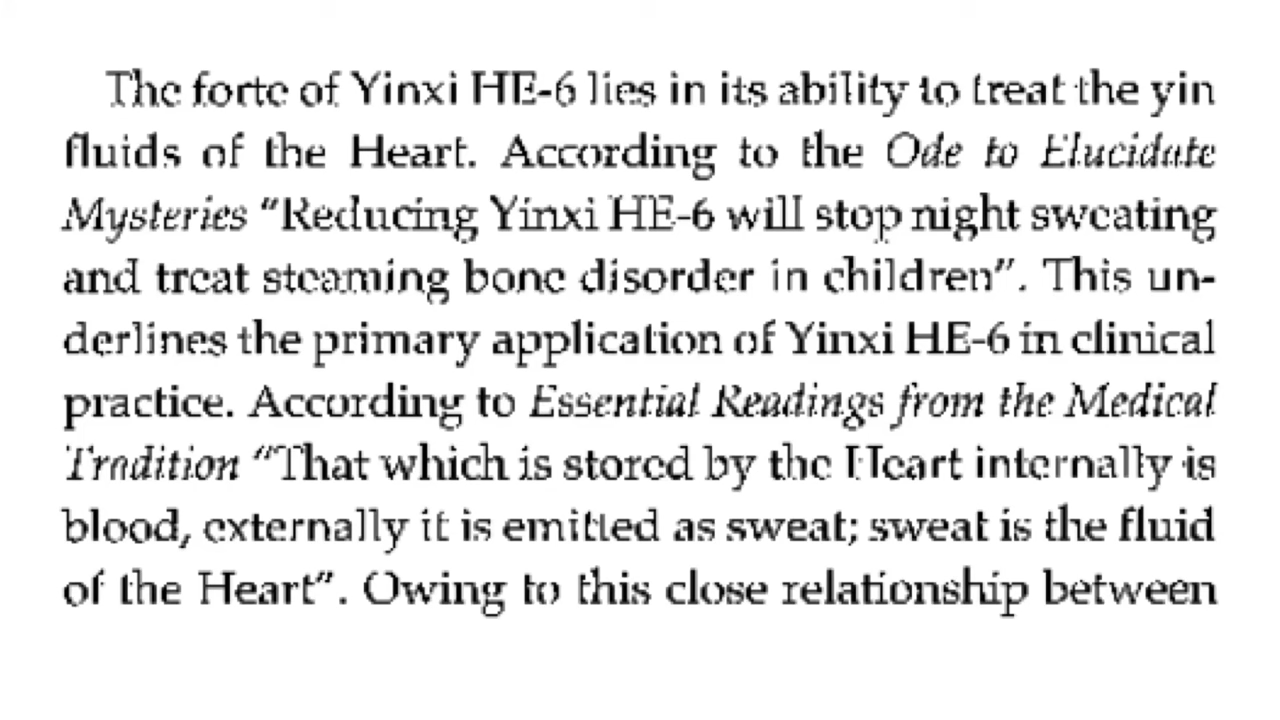 The forte of Yinxi HE-6 lies in its ability to treat the yin
fluids of the Heart. According to the Ode to Elucidate
Mysteries “Reducing Yinxi HE-6 will stop night sweating
and treat steaming bone disorder in children”. This un-
derlines the primary application of Yinxi HE-6 in clinical
practice. According to Essential Readings from the Medical
Tradition “That which is stored by the Heart internally is
blood, externally it is emitted as sweat; sweat is the fluid
of the Heart”. Owing to this close relationship between